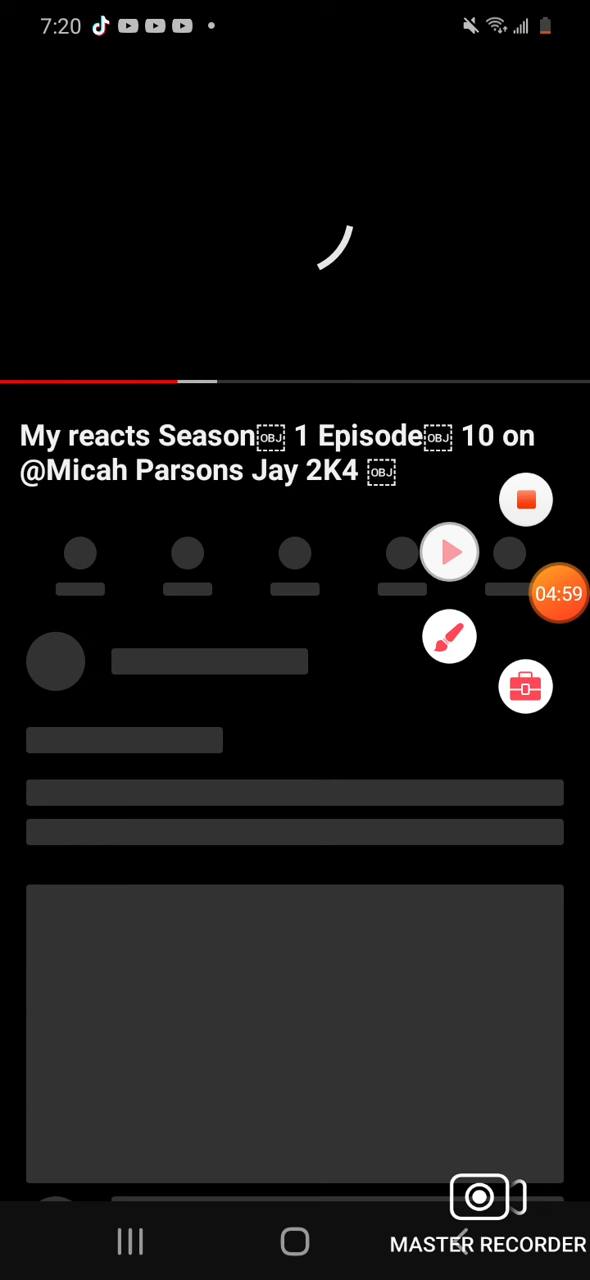 7:20
My reacts Season￼ 1 Episode￼ 10 on
@Micah Parsons Jay 2K4 ￼
04:59
MASTER RECORDER